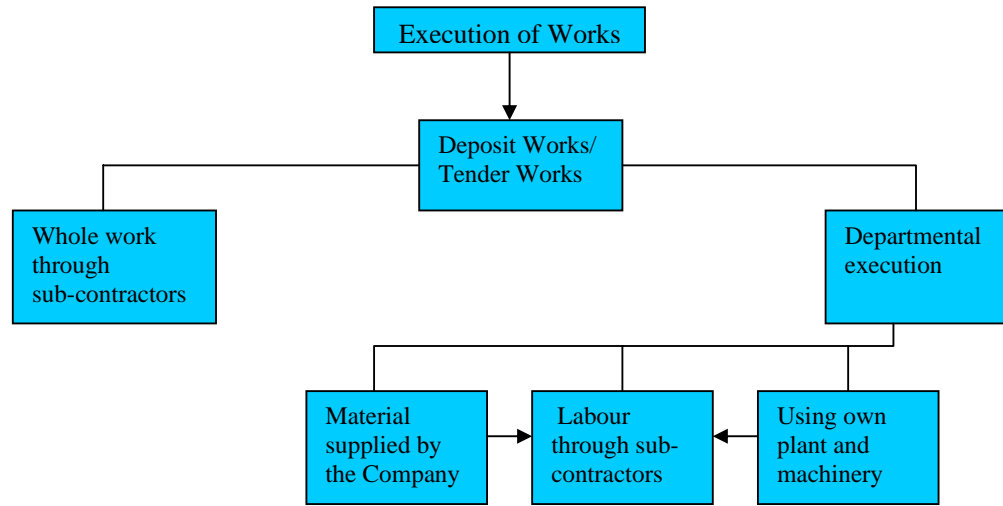 Execution of Works
Deposit Works/
Tender Works
Whole work
through
sub-contractors
Departmental
execution
Material
supplied by
the Company
Labour
through sub-
contractors
Using own
plant and
machinery